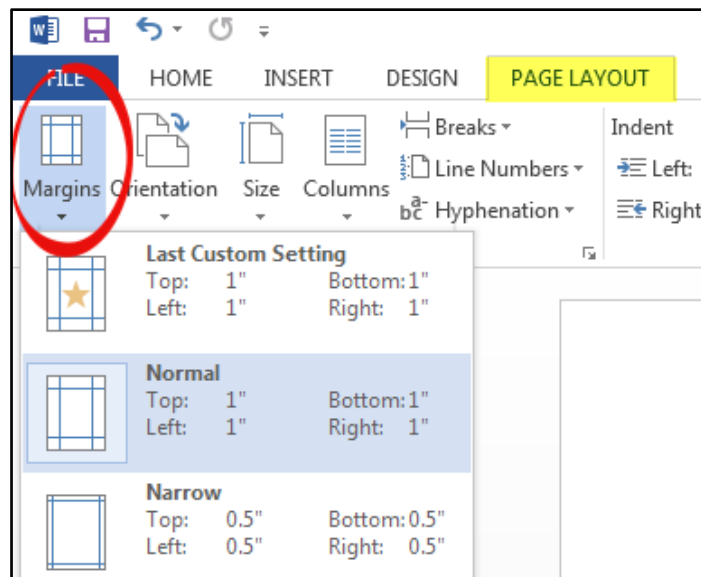 FILE HOME INSERT DESIGN PAGE LAYOUT
Breaks Indent
Line Numbers Left:
Margins Orientation Size Columns
Hyphenation Right
Last Custom Setting
Top: 1" Bottom: 1"
Left: 1" Right: 1"
Normal
Top: 1" Bottom: 1"
Left: 1" Right: 1"
Narrow
Top: 0.5" Bottom: 0.5"
Left: 0.5" Right: 0.5"